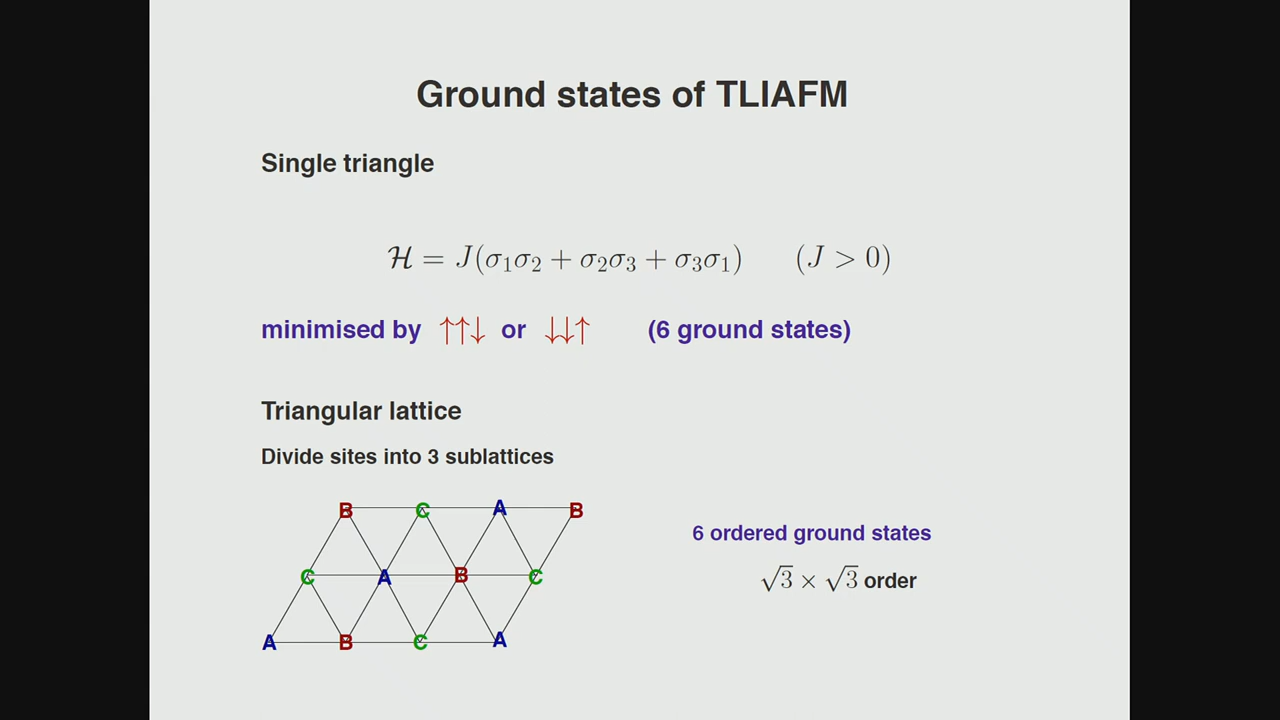 Ground states of TLIAFM
Single triangle
ℋ = J(σ₁σ₂ + σ₂σ₃ + σ₃σ₁) (J > 0)
minimised by ↑↑↓ or ↓↓↑ (6 ground states)
Triangular lattice
Divide sites into 3 sublattices
B C A B
6 ordered ground states
C A B C
√3 × √3 order
A B C A